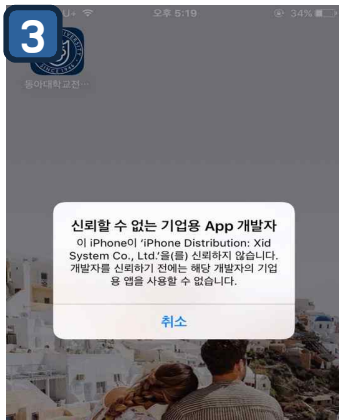 3
U+ 오후 5:19 34%
UNIVERSITY
SINCE 1946
동아대학교전…
신뢰할 수 없는 기업용 App 개발자
이 iPhone이 ‘iPhone Distribution: Xid
System Co., Ltd.’을(를) 신뢰하지 않습니다.
개발자를 신뢰하기 전에는 해당 개발자의 기업
용 앱을 사용할 수 없습니다.
취소